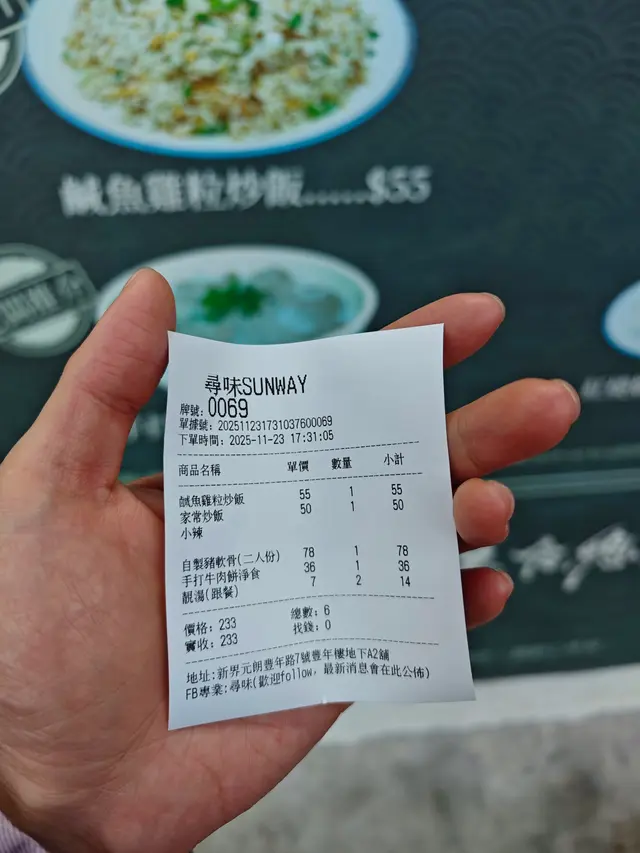 鹹魚雞粒炒飯......$55
尋味SUNWAY
牌號: 0069
單據號: 202511231731037600069
下單時間: 2025-11-23 17:31:05
商品名稱 單價 數量 小計
鹹魚雞粒炒飯 55 1 55
家常炒飯 50 1 50
小辣
自製豬軟骨(二人份) 78 1 78
手打牛肉餅淨食 36 1 36
靚湯(跟餐) 7 2 14
價格: 233 總數: 6
實收: 233 找錢: 0
地址: 新界元朗豐年路7號豐年樓地下A2舖
FB專業: 尋味(歡迎follow, 最新消息會在此公佈)